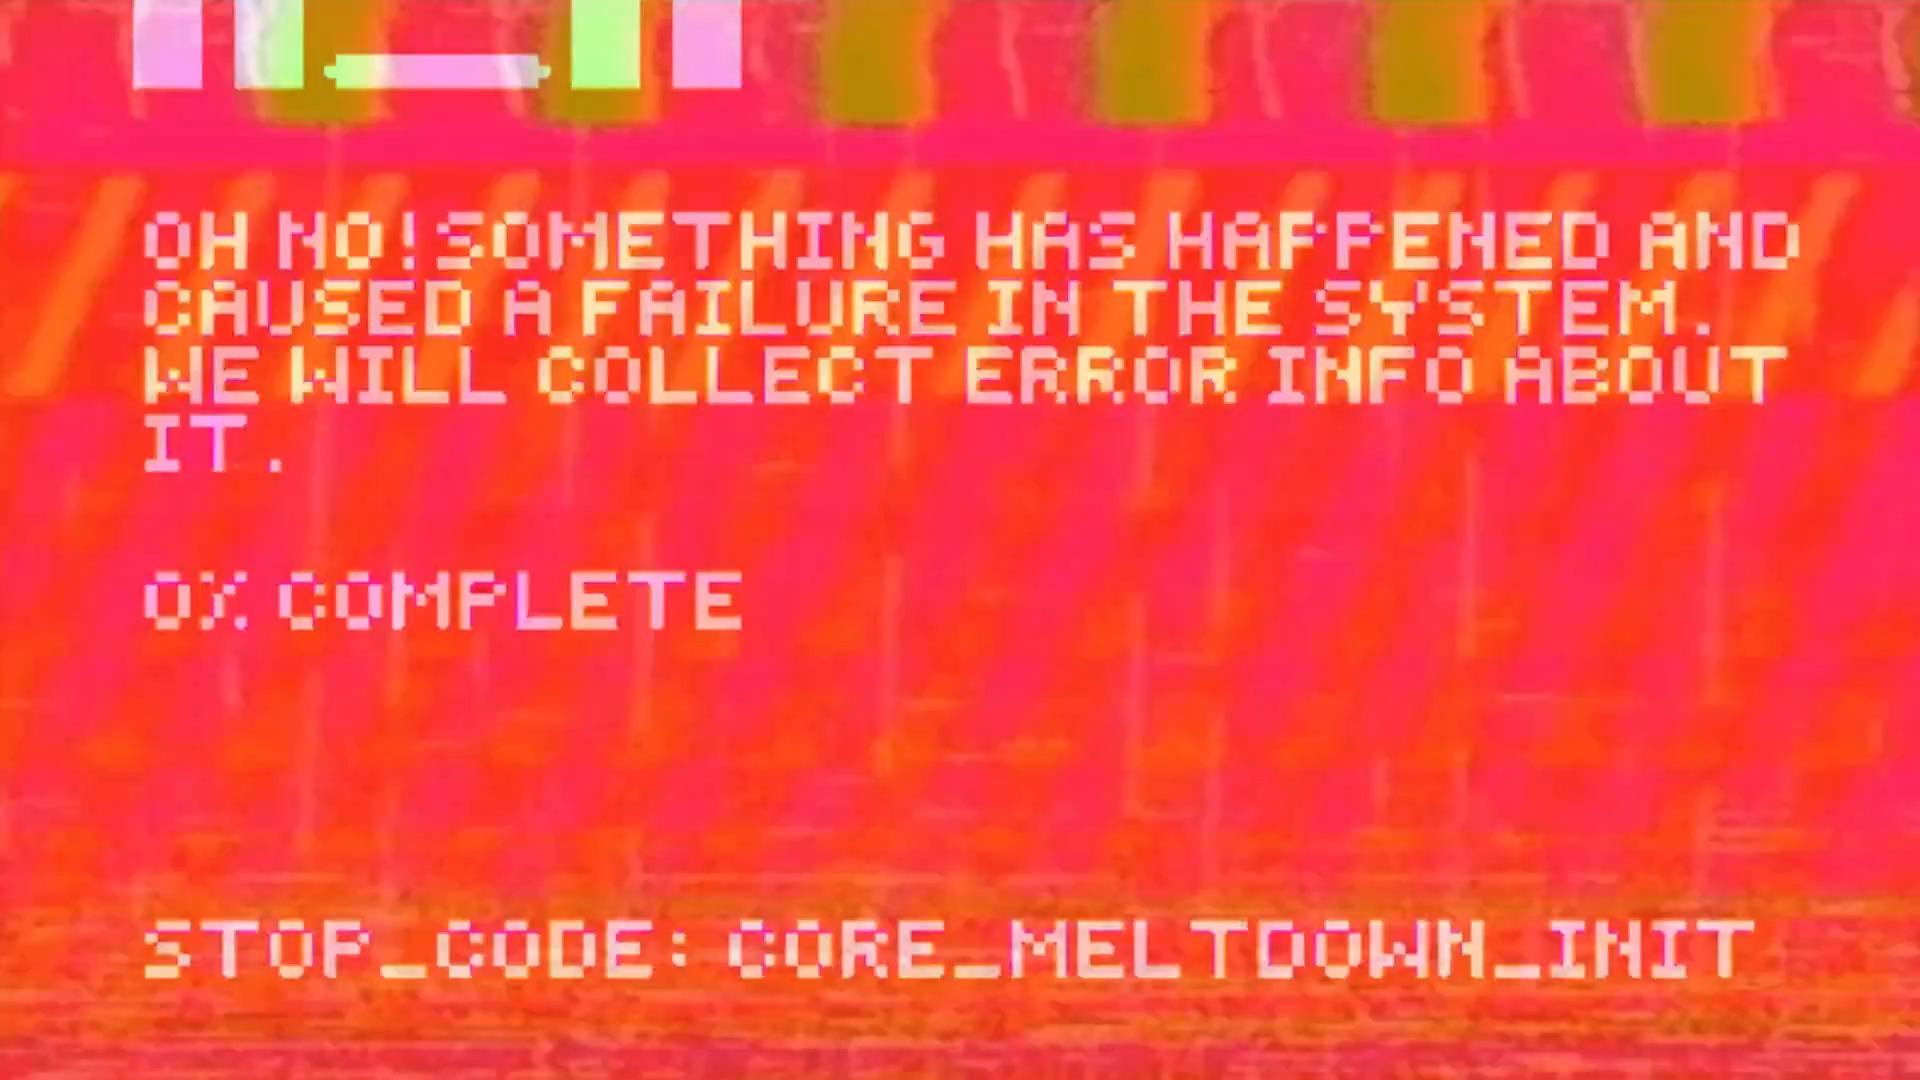 OH NO!SOMETHING HAS HAPPENED AND
CAUSED A FAILURE IN THE SYSTEM.
WE WILL COLLECT ERROR INFO ABOUT
IT.
0% COMPLETE
STOP_CODE: CORE_MELTDOWN_INIT